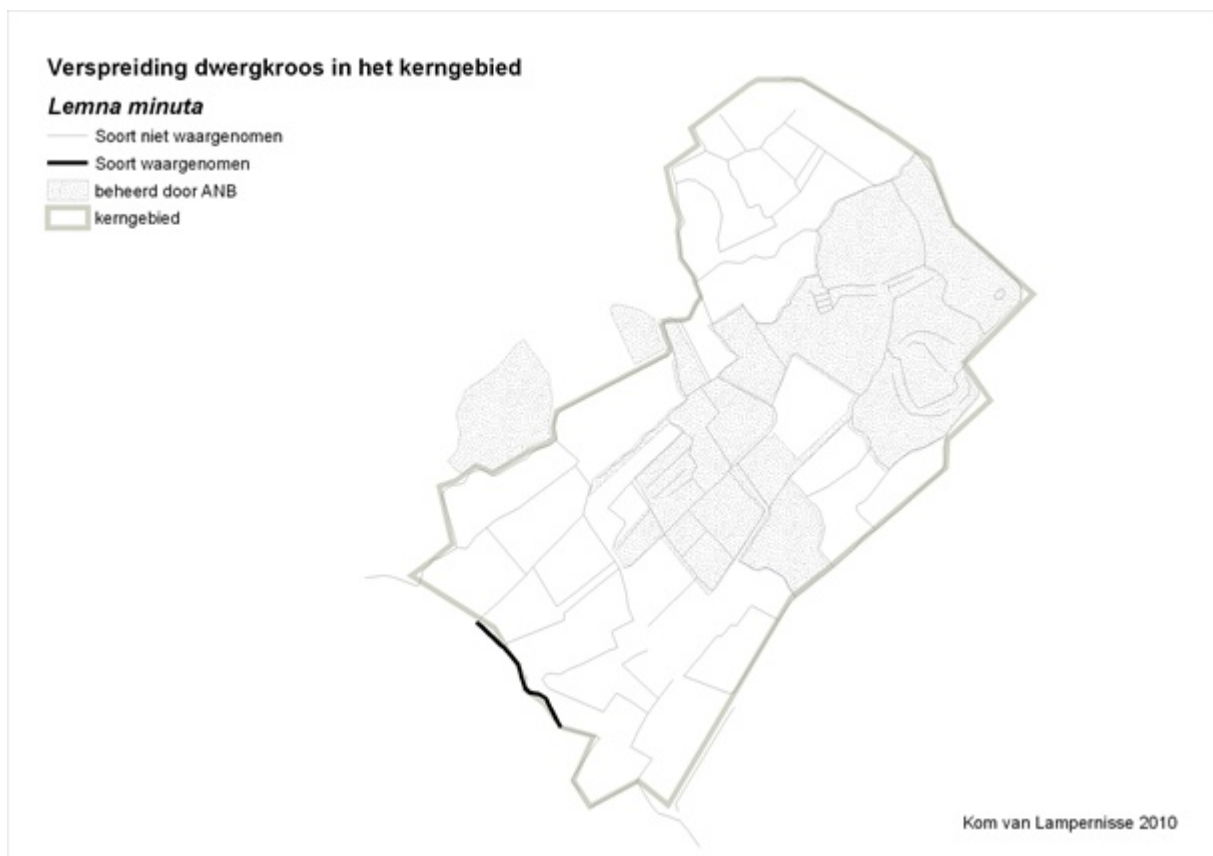 Verspreiding dwergkroos in het kerngebied
Lemna minuta
Soort niet waargenomen
Soort waargenomen
beheerd door ANB
kerngebied
Kom van Lampernisse 2010